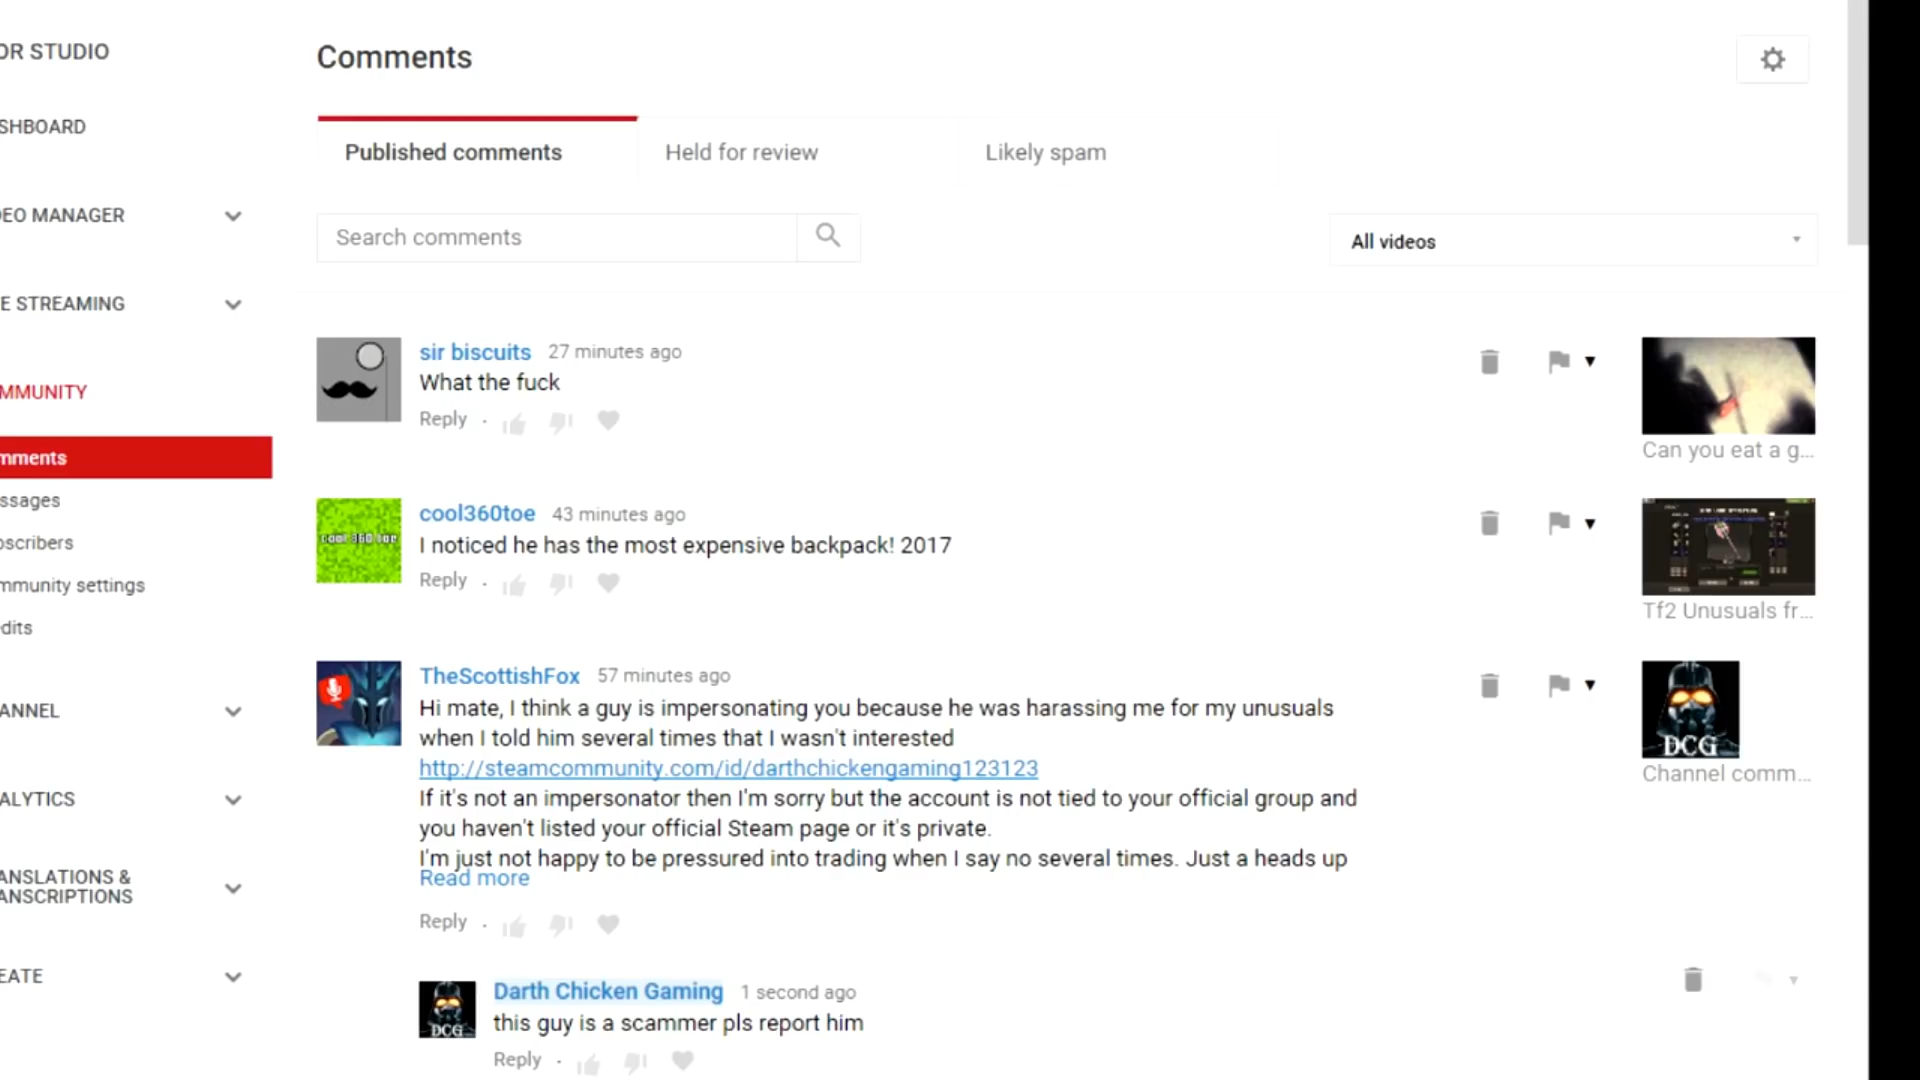 OR STUDIO
SHBOARD
DEO MANAGER
E STREAMING
MMUNITY
mments
ssages
bscribers
mmunity settings
edits
ANNEL
ALYTICS
ANSLATIONS &
ANSCRIPTIONS
EATE
Comments
Published comments
Held for review
Likely spam
Search comments
All videos
sir biscuits 27 minutes ago
What the fuck
Reply
Can you eat a g...
cool 360 toe
cool360toe 43 minutes ago
I noticed he has the most expensive backpack! 2017
Reply
Tf2 Unusuals fr...
TheScottishFox 57 minutes ago
Hi mate, I think a guy is impersonating you because he was harassing me for my unusuals
when I told him several times that I wasn't interested
http://steamcommunity.com/id/darthchickengaming123123
If it's not an impersonator then I'm sorry but the account is not tied to your official group and
you haven't listed your official Steam page or it's private.
I'm just not happy to be pressured into trading when I say no several times. Just a heads up
Read more
Reply
DCG
Channel comm...
DCG
Darth Chicken Gaming 1 second ago
this guy is a scammer pls report him
Reply